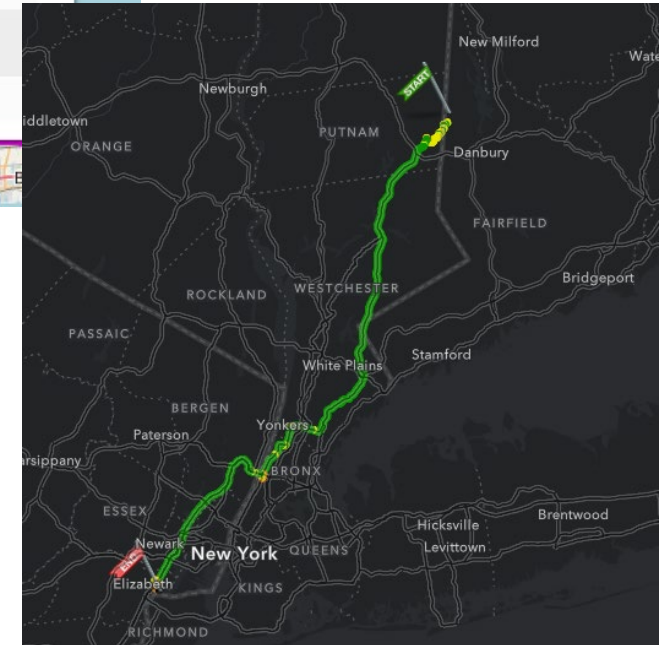 New Milford
START
Newburgh
PUTNAM
ORANGE
Danbury
FAIRFIELD
Bridgeport
ROCKLAND
WESTCHESTER
PASSAIC
Stamford
White Plains
BERGEN
Yonkers
Paterson
BRONX
ESSEX
Hicksville
Brentwood
Newark
New York
QUEENS
Levittown
END
Elizabeth
KINGS
RICHMOND
iddletown
Wate
arsippany
E